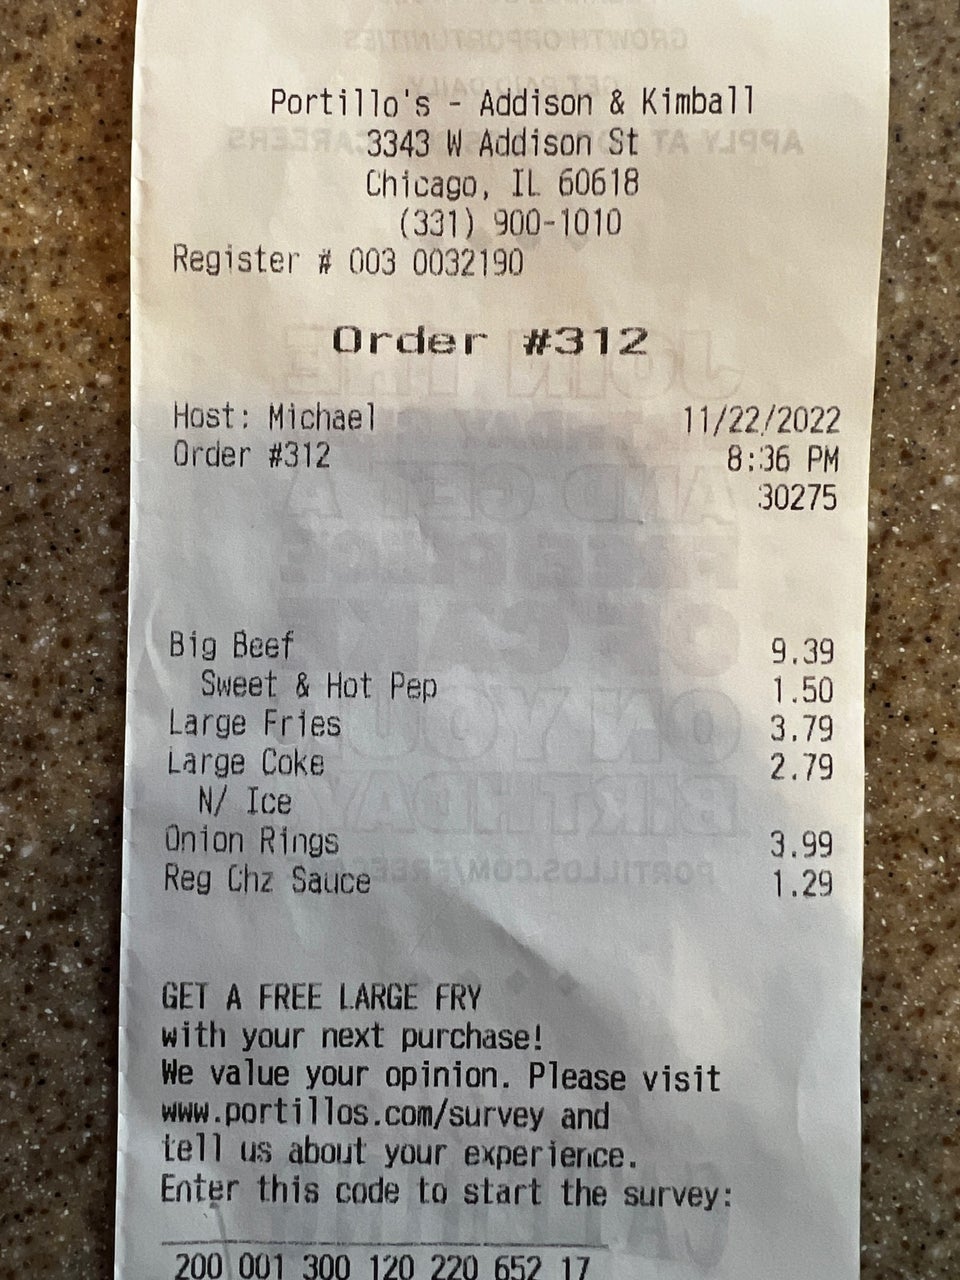 Portillo's - Addison & Kimball
3343 W Addison St
Chicago, IL 60618
(331) 900-1010
Register # 003 0032190
Order #312
Host: Michael 11/22/2022
Order #312 8:36 PM
30275
Big Beef 9.39
Sweet & Hot Pep 1.50
Large Fries 3.79
Large Coke 2.79
N/ Ice
Onion Rings 3.99
Reg Chz Sauce 1.29
GET A FREE LARGE FRY
with your next purchase!
We value your opinion. Please visit
www.portillos.com/survey and
tell us about your experience.
Enter this code to start the survey:
200 001 300 120 220 652 17